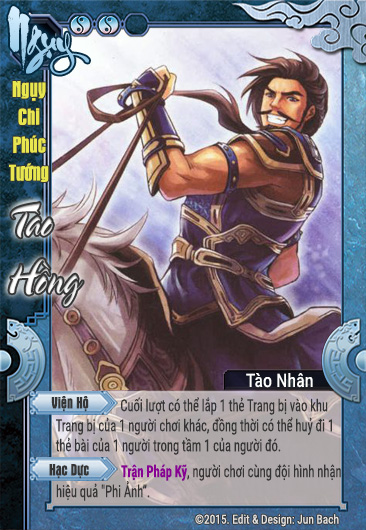 Ngụy
Ngụy
Chi
Phúc
Tướng
Tào
Hồng
Tào Nhân
Viện Hộ Cuối lượt có thể lắp 1 thẻ Trang bị vào khu
Trang bị của 1 người chơi khác, đồng thời có thể huỷ đi 1
thẻ bài của 1 người trong tầm 1 của người đó.
Hạc Dực Trận Pháp Kỹ, người chơi cùng đội hình nhận
hiệu quả "Phi Ảnh".
©2015. Edit & Design: Jun Bach